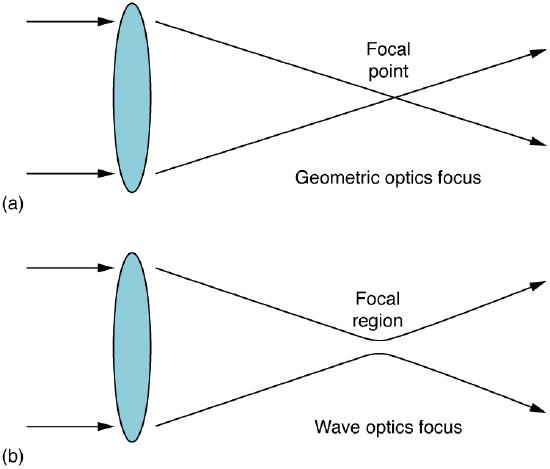 Focal
point
Geometric optics focus
(a)
Focal
region
Wave optics focus
(b)